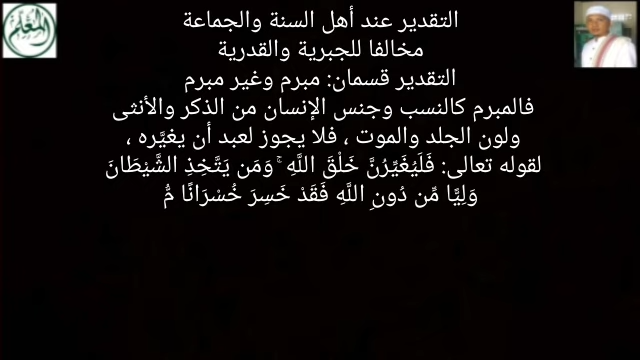 التقدير عند أهل السنة والجماعة
مخالفا للجبرية والقدرية
التقدير قسمان: مبرم وغير مبرم
فالمبرم كالنسب وجنس الإنسان من الذكر والأنثى
ولون الجلد والموت ، فلا يجوز لعبد أن يغيَّره ،
لقوله تعالى: فَلَيُغَيِّرُنَّ خَلْقَ اللَّهِ ۚ وَمَن يَتَّخِذِ الشَّيْطَانَ
وَلِيًّا مِّن دُونِ اللَّهِ فَقَدْ خَسِرَ خُسْرَانًا مُّ